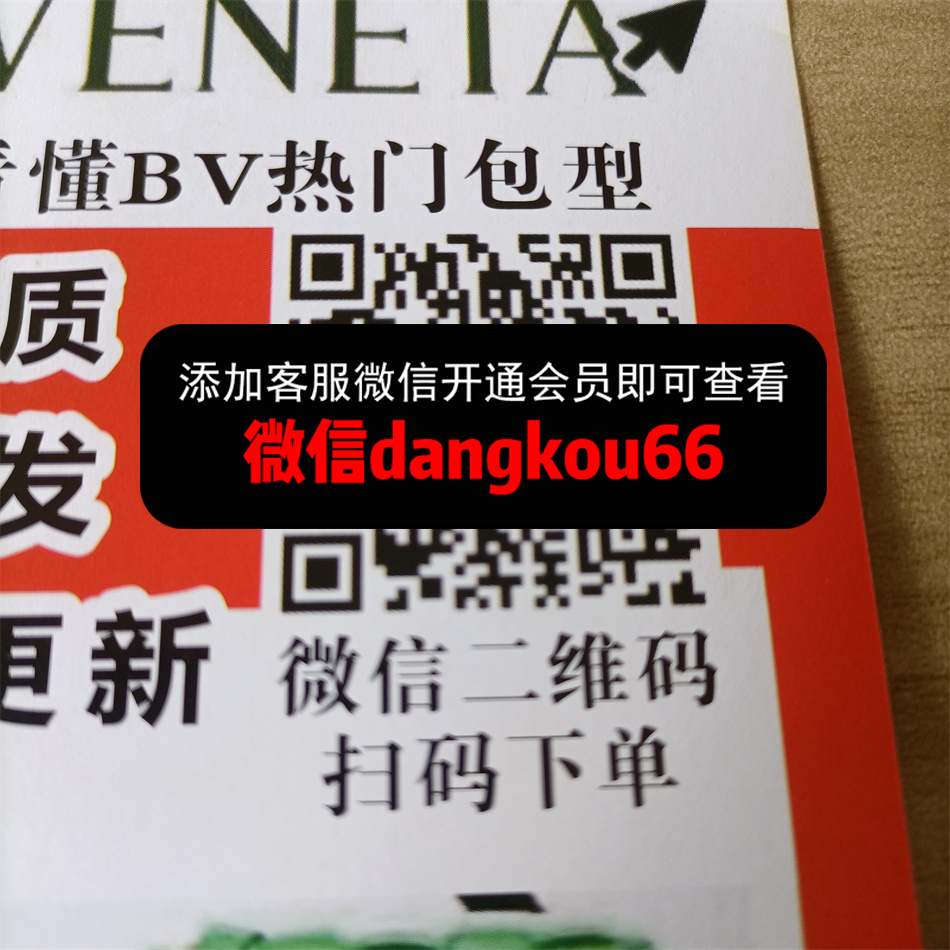 VENETA
懂BV热门包型
质
添加客服微信开通会员即可查看
微信dangkou66
发
更新
微信二维码
扫码下单